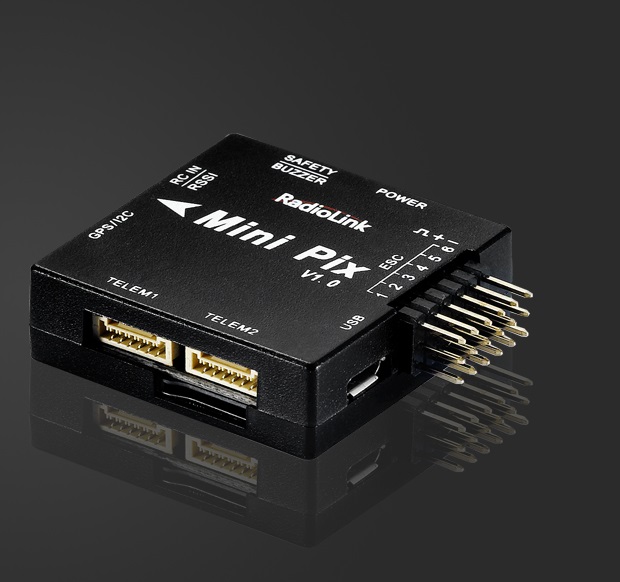 SAFETY
BUZZER
POWER
RC IN
RSSI
RadioLink
GPS/I2C
Mini Pix
V1.0
ESC
1 2 3 4 5 6
+ −
TELEM1
TELEM2
USB